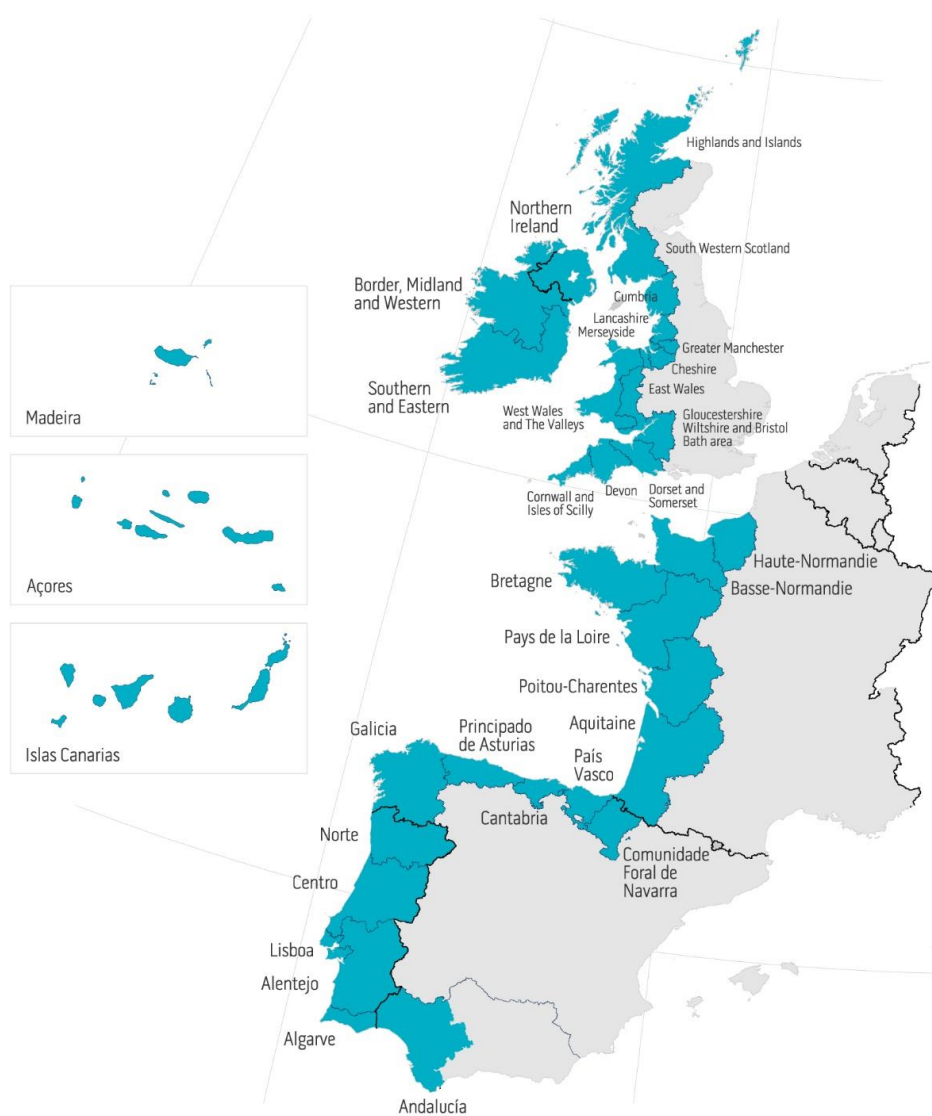 Highlands and Islands
Northern
Ireland
South Western Scotland
Border, Midland
and Western
Cumbria
Lancashire
Merseyside
Greater Manchester
Cheshire
East Wales
Southern
and Eastern
West Wales
and The Valleys
Gloucestershire
Wiltshire and Bristol
Bath area
Cornwall and
Isles of Scilly
Devon
Dorset and
Somerset
Madeira
Açores
Islas Canarias
Haute-Normandie
Basse-Normandie
Bretagne
Pays de la Loire
Poitou-Charentes
Aquitaine
País
Vasco
Principado
de Asturias
Galicia
Cantabria
Comunidade
Foral de
Navarra
Norte
Centro
Lisboa
Alentejo
Algarve
Andalucía